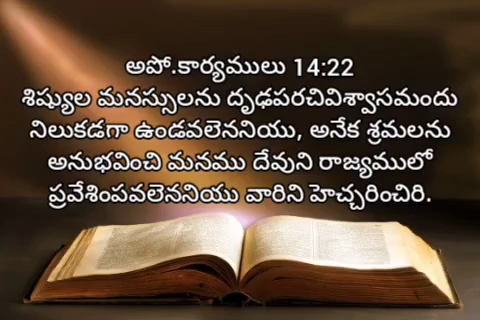 అపో.కార్యములు 14:22
శిష్యుల మనస్సులను దృఢపరచివిశ్వాసమందు
నిలుకడగా ఉండవలెననియు, అనేక శ్రమలను
అనుభవించి మనము దేవుని రాజ్యములో
ప్రవేశింపవలెననియు వారిని హెచ్చరించిరి.